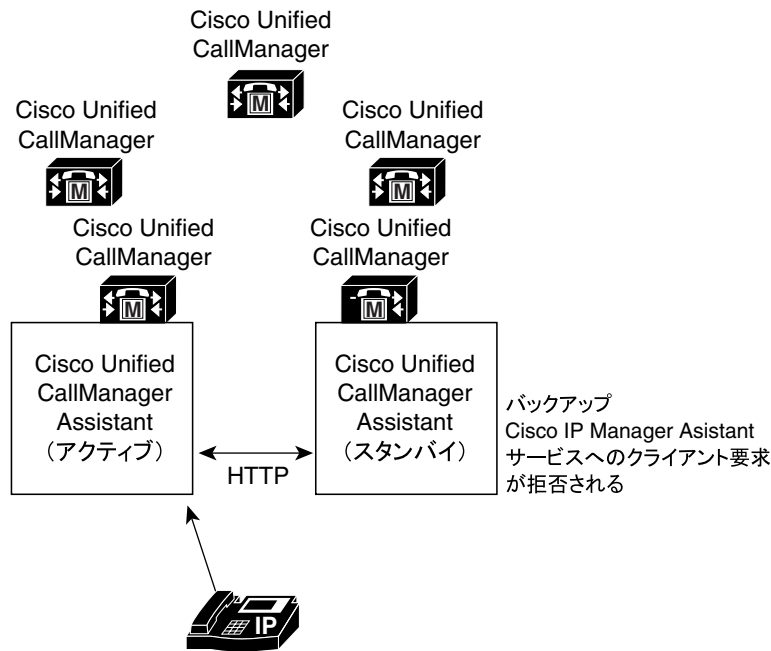 Cisco Unified
CallManager
M
Cisco Unified
CallManager
M
Cisco Unified
CallManager
M
Cisco Unified
CallManager
M
Cisco Unified
CallManager
M
Cisco Unified
CallManager
Assistant
（アクティブ）
HTTP
Cisco Unified
CallManager
Assistant
（スタンバイ）
バックアップ
Cisco IP Manager Asistant
サービスへのクライアント要求
が拒否される
IP